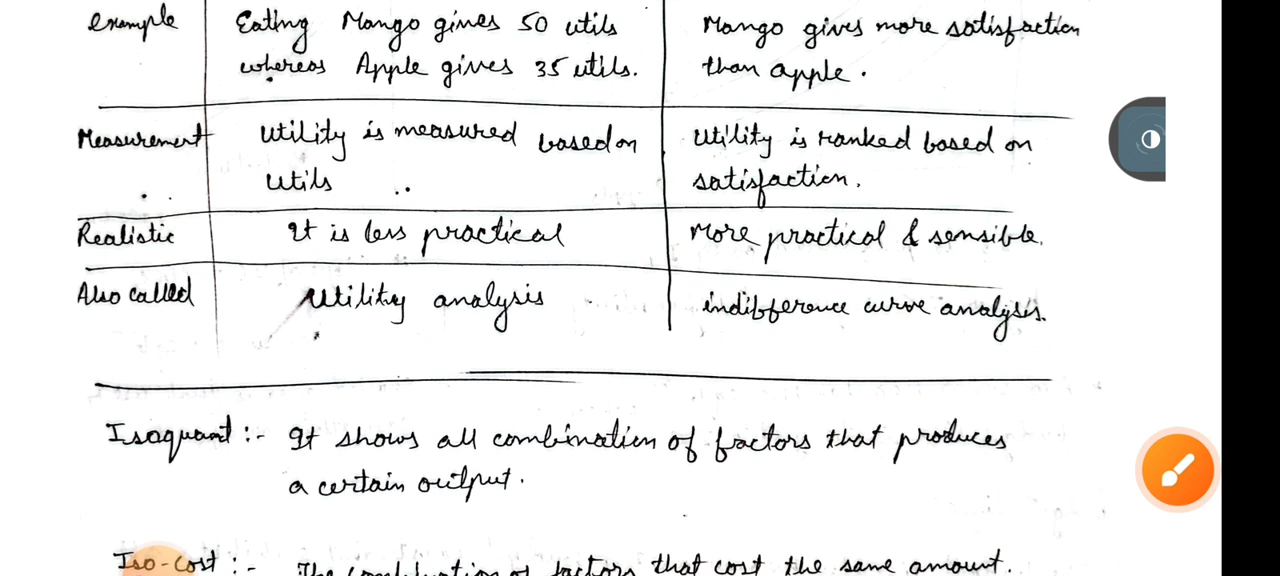 example Eating Mango gives 50 utils Mango gives more satisfaction
whereas Apple gives 35 utils. than apple.
Measurement Utility is measured based on Utility is ranked based on
Utils satisfaction.
Realistic It is less practical More practical & sensible.
Also called Utility analysis indifference curve analysis.
Isoquant :- It shows all combination of factors that produces
a certain output.
Iso-cost :- The combination of factors that cost the same amount.